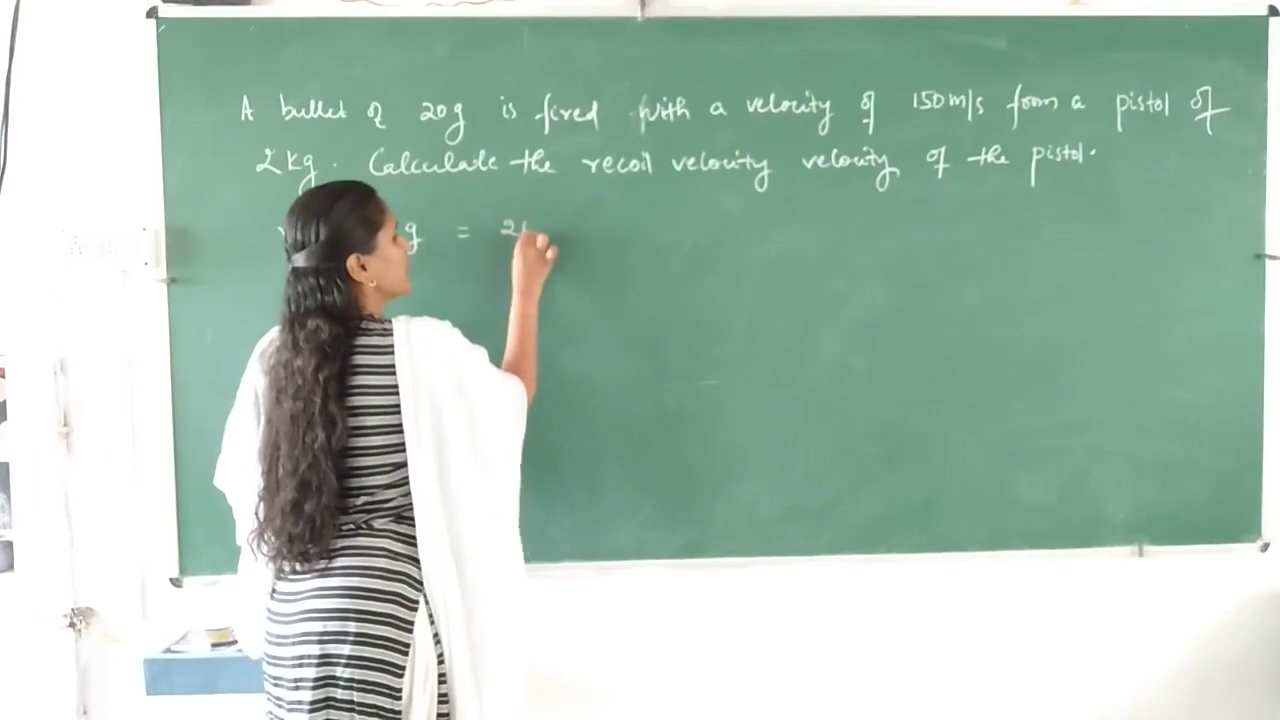 A bullet of 20g is fired with a velocity of 150m/s from a pistol of
2kg. Calculate the recoil velocity velocity of the pistol.
g = 2